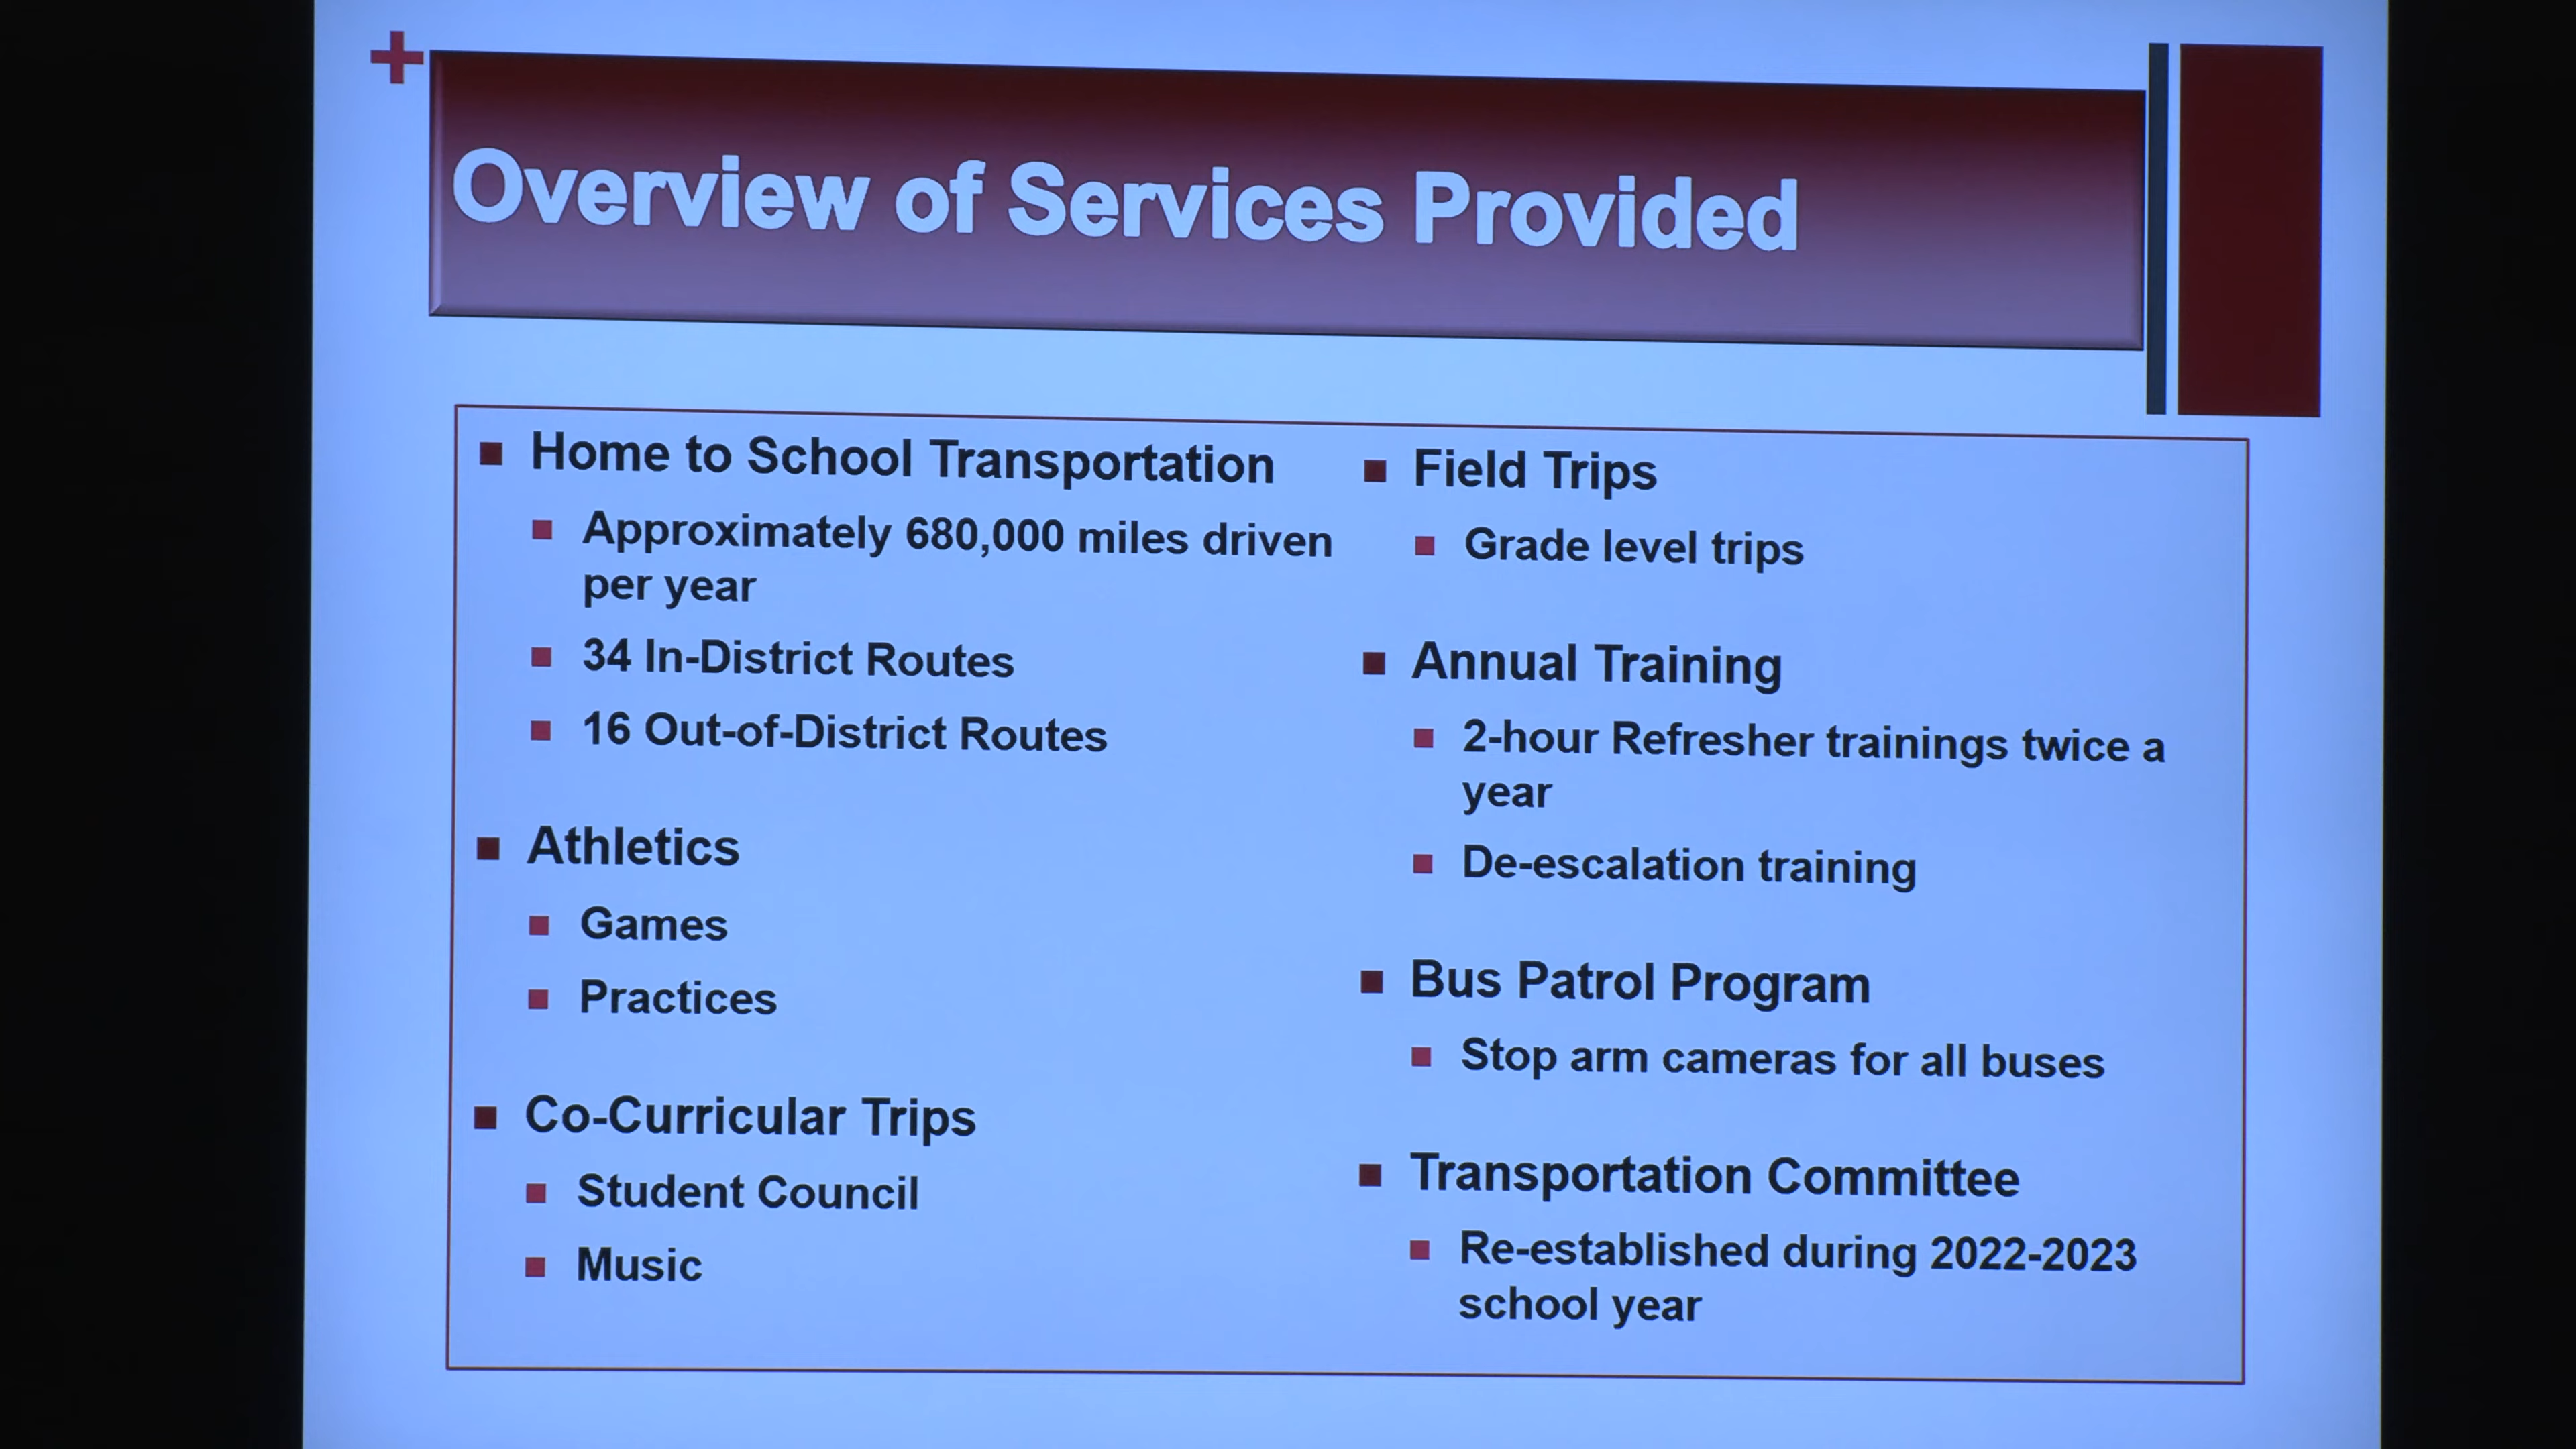 Overview of Services Provided
Home to School Transportation
Approximately 680,000 miles driven
per year
34 In-District Routes
16 Out-of-District Routes
Athletics
Games
Practices
Co-Curricular Trips
Student Council
Music
Field Trips
Grade level trips
Annual Training
2-hour Refresher trainings twice a
year
De-escalation training
Bus Patrol Program
Stop arm cameras for all buses
Transportation Committee
Re-established during 2022-2023
school year